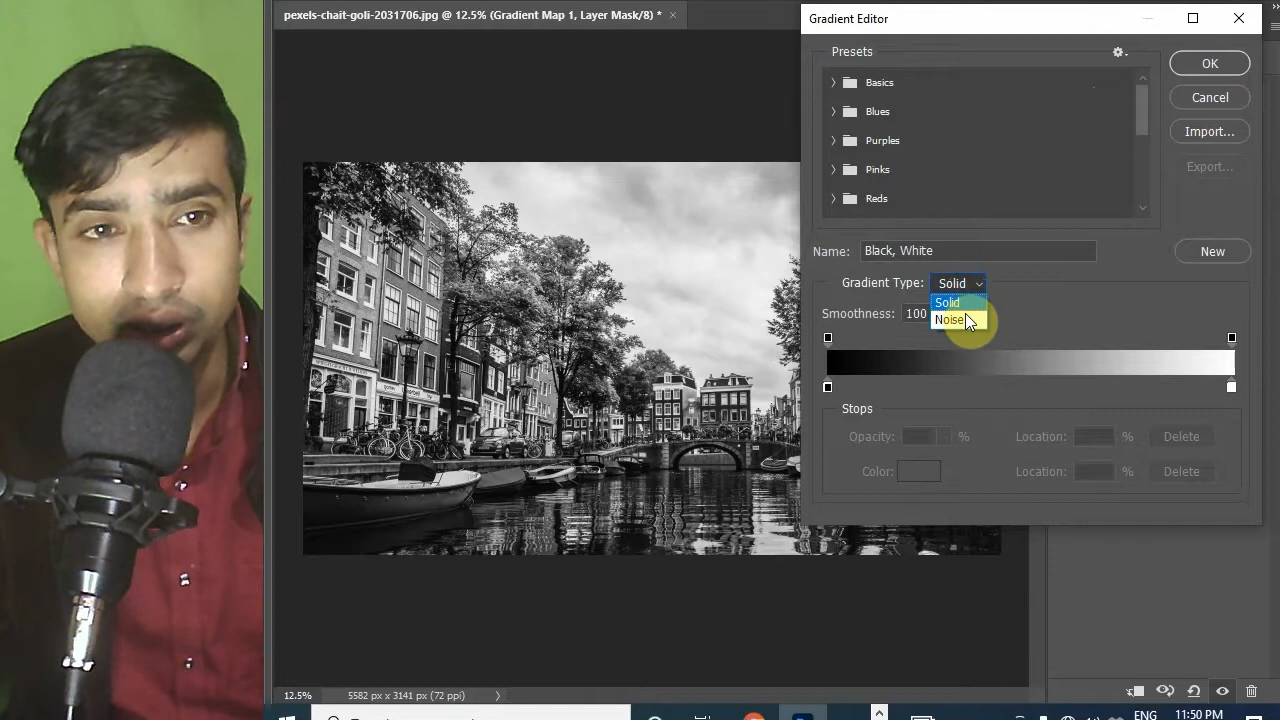 pexels-chait-goli-2031706.jpg @ 12.5% (Gradient Map 1, Layer Mask/8) *
Gradient Editor
Presets
Basics
Blues
Purples
Pinks
Reds
OK
Cancel
Import...
Export...
Name: Black, White
New
Gradient Type: Solid
Solid
Noise
Smoothness: 100
Stops
Opacity: % Location: % Delete
Color: Location: % Delete
12.5% 5582 px x 3141 px (72 ppi)
ENG 11:50 PM